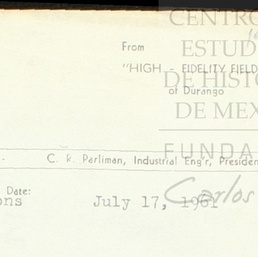 CENTRO
From ESTUD
"HIGH - FIDELITY FIELD
DE HISTO
of Durango
DE MEX
FUNDA
C. R. Parliman, Industrial Eng'r, Presiden
Date:
ons July 17, 1961
Carlos